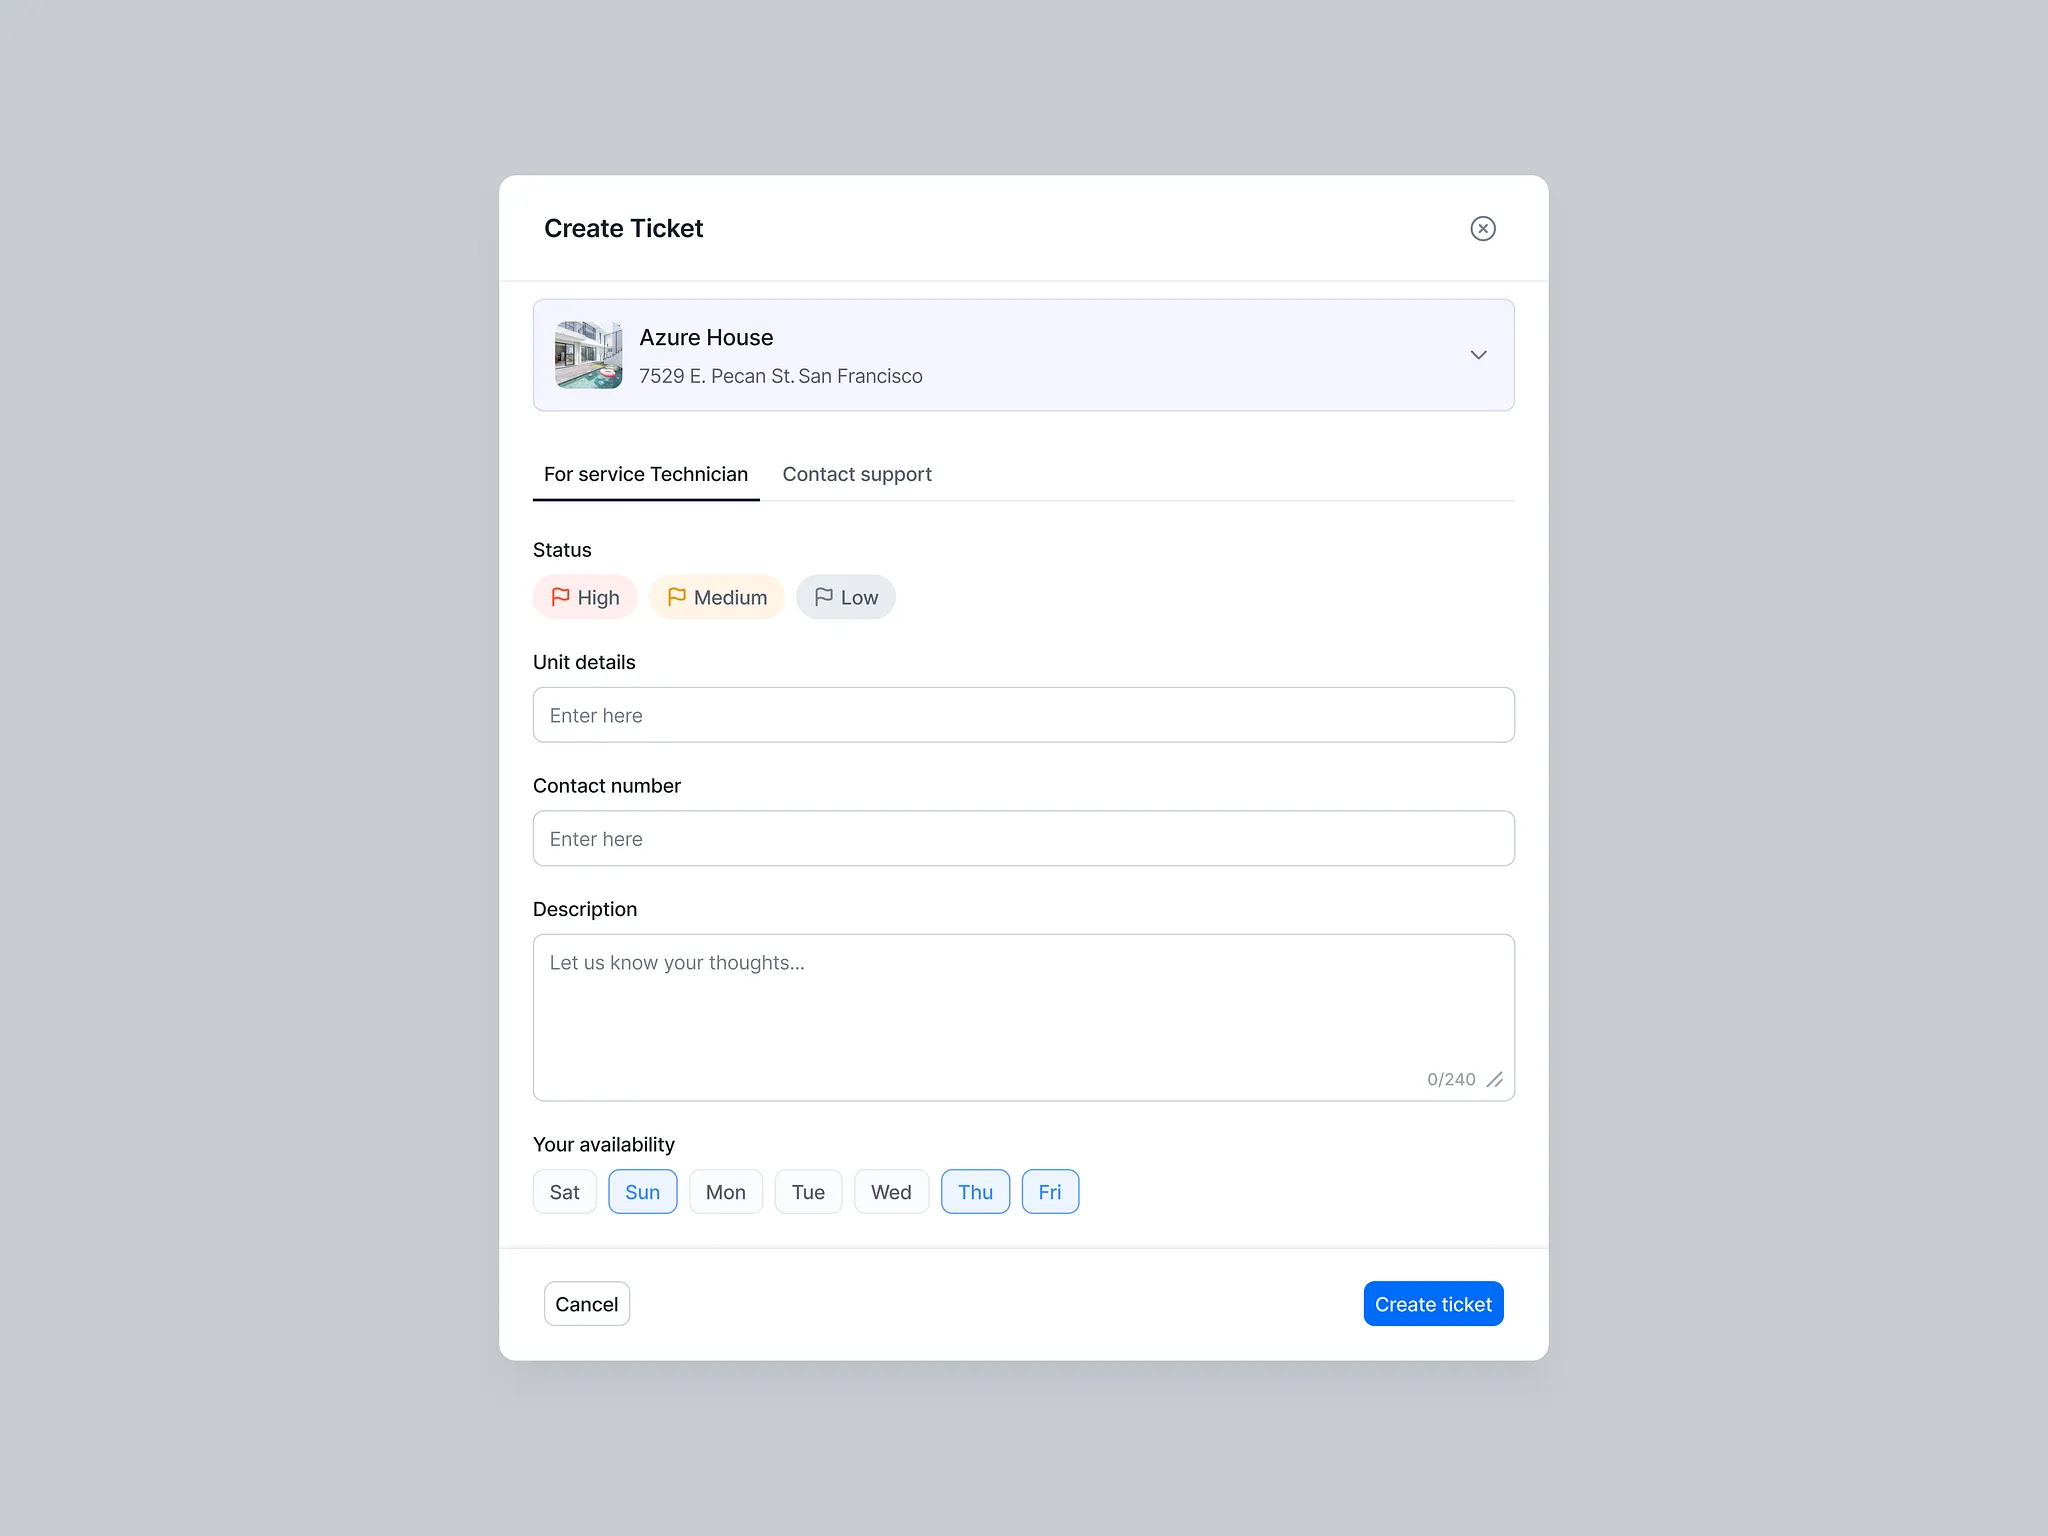 Create Ticket
Azure House
7529 E. Pecan St. San Francisco
For service Technician Contact support
Status
High Medium Low
Unit details
Enter here
Contact number
Enter here
Description
Let us know your thoughts...
0/240
Your availability
Sat Sun Mon Tue Wed Thu Fri
Cancel Create ticket